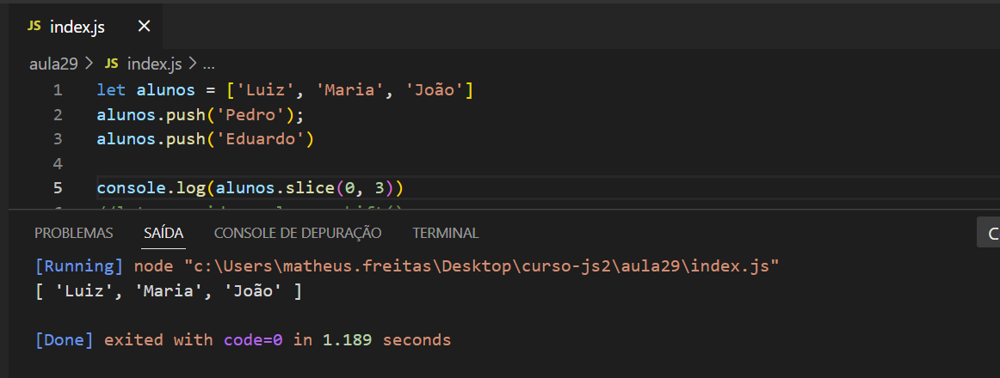 JS index.js ×
aula29 > JS index.js > ...
1 let alunos = ['Luiz', 'Maria', 'João']
2 alunos.push('Pedro');
3 alunos.push('Eduardo')
4
5 console.log(alunos.slice(0, 3))
PROBLEMAS SAÍDA CONSOLE DE DEPURAÇÃO TERMINAL
[Running] node "c:\Users\matheus.freitas\Desktop\curso-js2\aula29\index.js"
[ 'Luiz', 'Maria', 'João' ]
[Done] exited with code=0 in 1.189 seconds